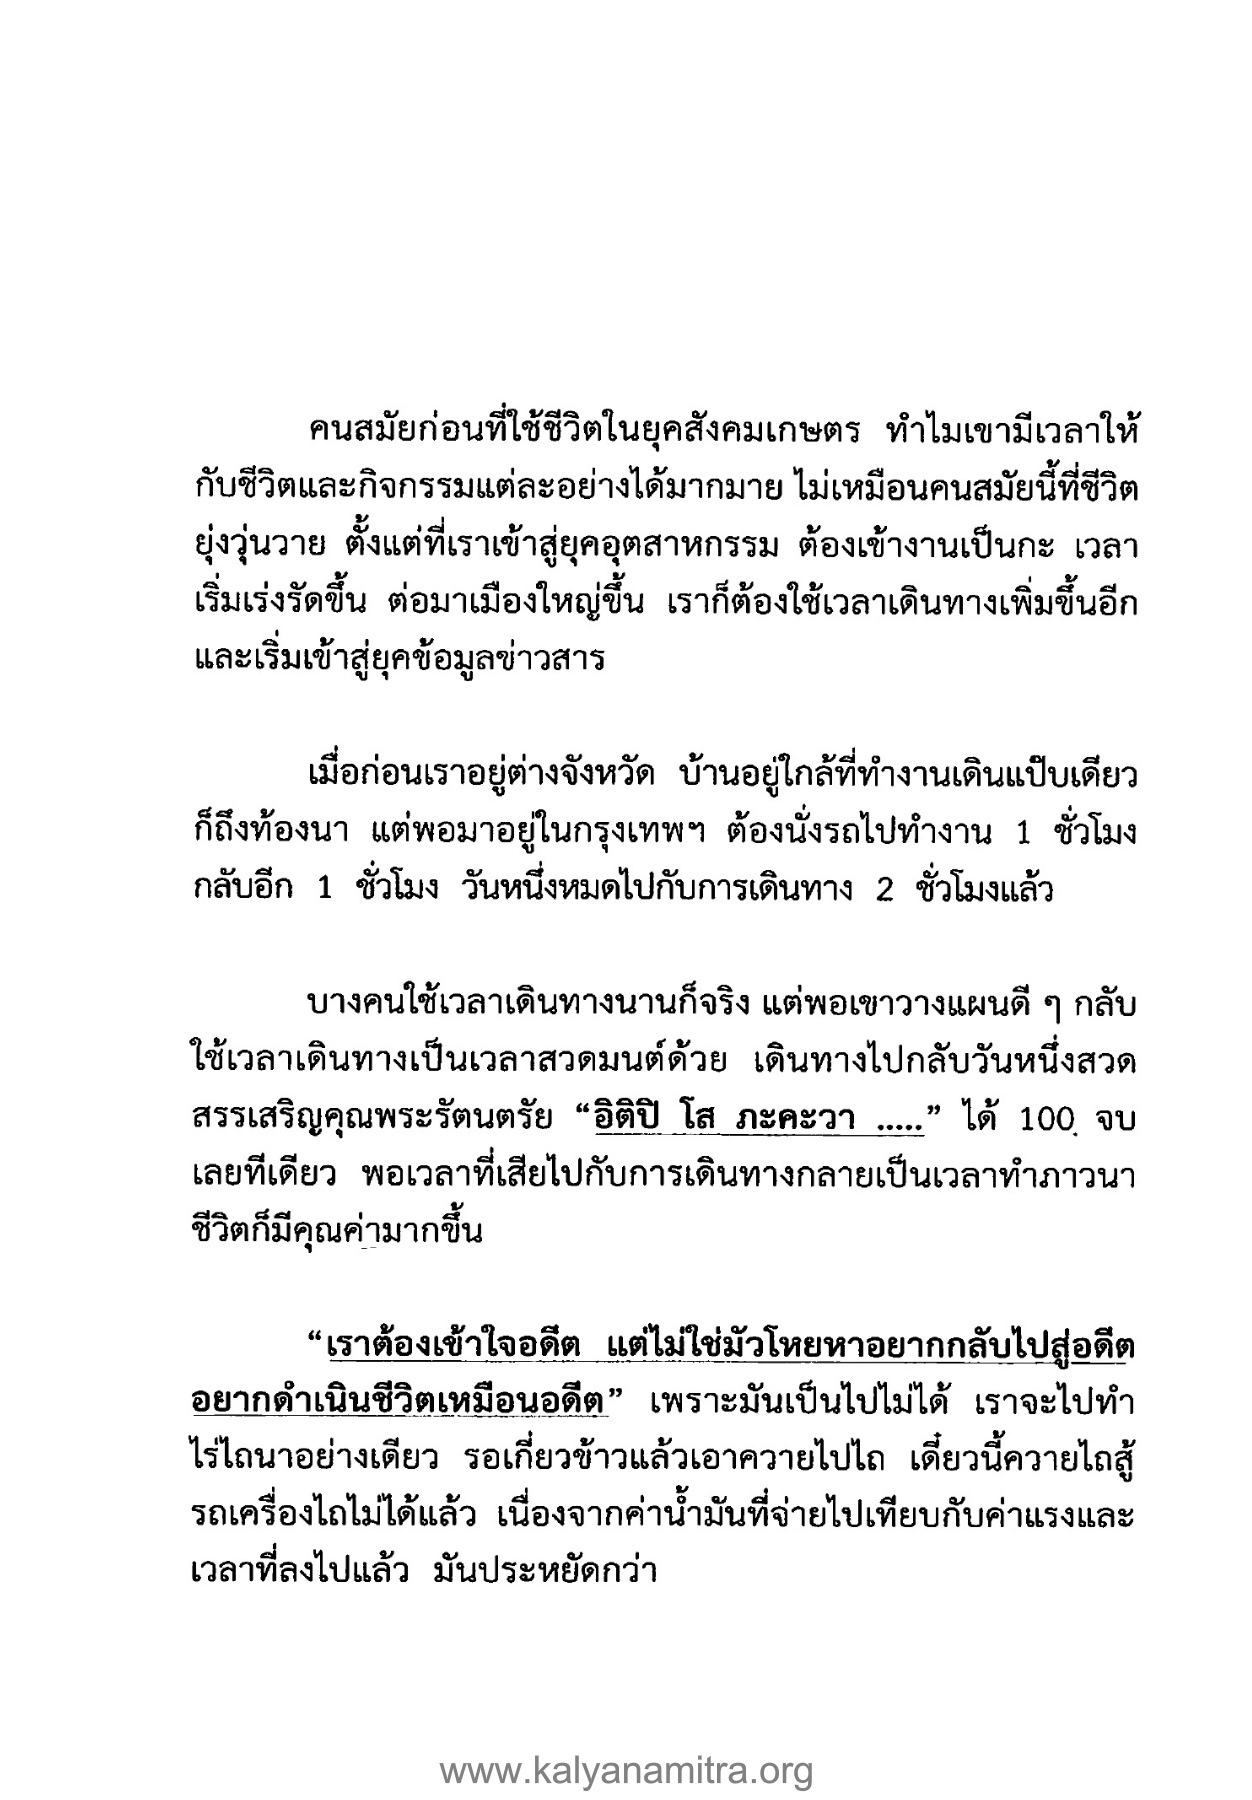 คนสมัยก่อนที่ใช้ชีวิตในยุคสังคมเกษตร ทำไมเขามีเวลาให้
กับชีวิตและกิจกรรมแต่ละอย่างได้มากมาย ไม่เหมือนคนสมัยนี้ที่ชีวิต
ยุ่งวุ่นวาย ตั้งแต่ที่เราเข้าสู่ยุคอุตสาหกรรม ต้องเข้างานเป็นกะ เวลา
เริ่มเร่งรัดขึ้น ต่อมาเมืองใหญ่ขึ้น เราก็ต้องใช้เวลาเดินทางเพิ่มขึ้นอีก
และเริ่มเข้าสู่ยุคข้อมูลข่าวสาร
เมื่อก่อนเราอยู่ต่างจังหวัด บ้านอยู่ใกล้ที่ทำงานเดินแป๊บเดียว
ก็ถึงท้องนา แต่พอมาอยู่ในกรุงเทพฯ ต้องนั่งรถไปทำงาน 1 ชั่วโมง
กลับอีก 1 ชั่วโมง วันหนึ่งหมดไปกับการเดินทาง 2 ชั่วโมงแล้ว
บางคนใช้เวลาเดินทางนานก็จริง แต่พอเขาวางแผนดี ๆ กลับ
ใช้เวลาเดินทางเป็นเวลาสวดมนต์ด้วย เดินทางไปกลับวันหนึ่งสวด
สรรเสริญคุณพระรัตนตรัย “อิติปิ โส ภะคะวา .....” ได้ 100 จบ
เลยทีเดียว พอเวลาที่เสียไปกับการเดินทางกลายเป็นเวลาทำภาวนา
ชีวิตก็มีคุณค่ามากขึ้น
“เราต้องเข้าใจอดีต แต่ไม่ใช่มัวโหยหาอยากกลับไปสู่อดีต
อยากดำเนินชีวิตเหมือนอดีต” เพราะมันเป็นไปไม่ได้ เราจะไปทำ
ไร่ไถนาอย่างเดียว รอเกี่ยวข้าวแล้วเอาควายไปไถ เดี๋ยวนี้ควายไถสู้
รถเครื่องไถไม่ได้แล้ว เนื่องจากค่าน้ำมันที่จ่ายไปเทียบกับค่าแรงและ
เวลาที่ลงไปแล้ว มันประหยัดกว่า
www.kalyanamitra.org